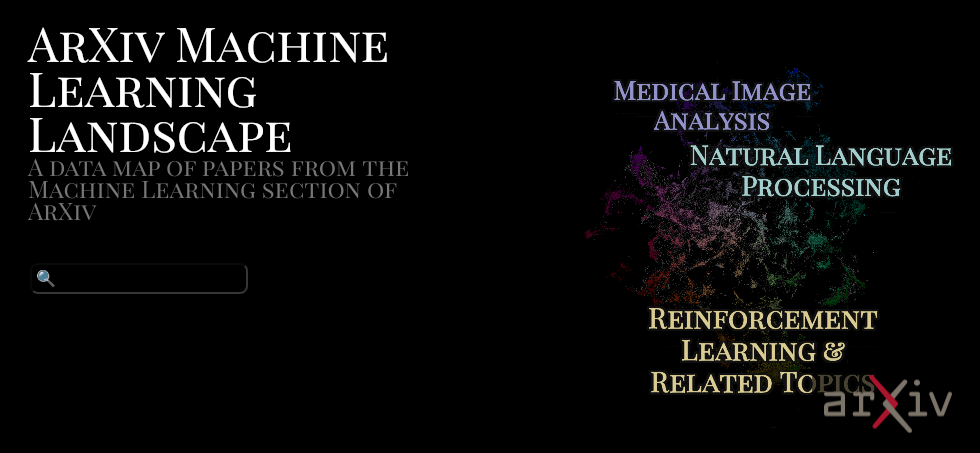 ArXiv Machine
Learning
Landscape
A data map of papers from the
Machine Learning section of
ArXiv
Medical Image
Analysis
Natural Language
Processing
Reinforcement
Learning &
Related Topics
arXiv